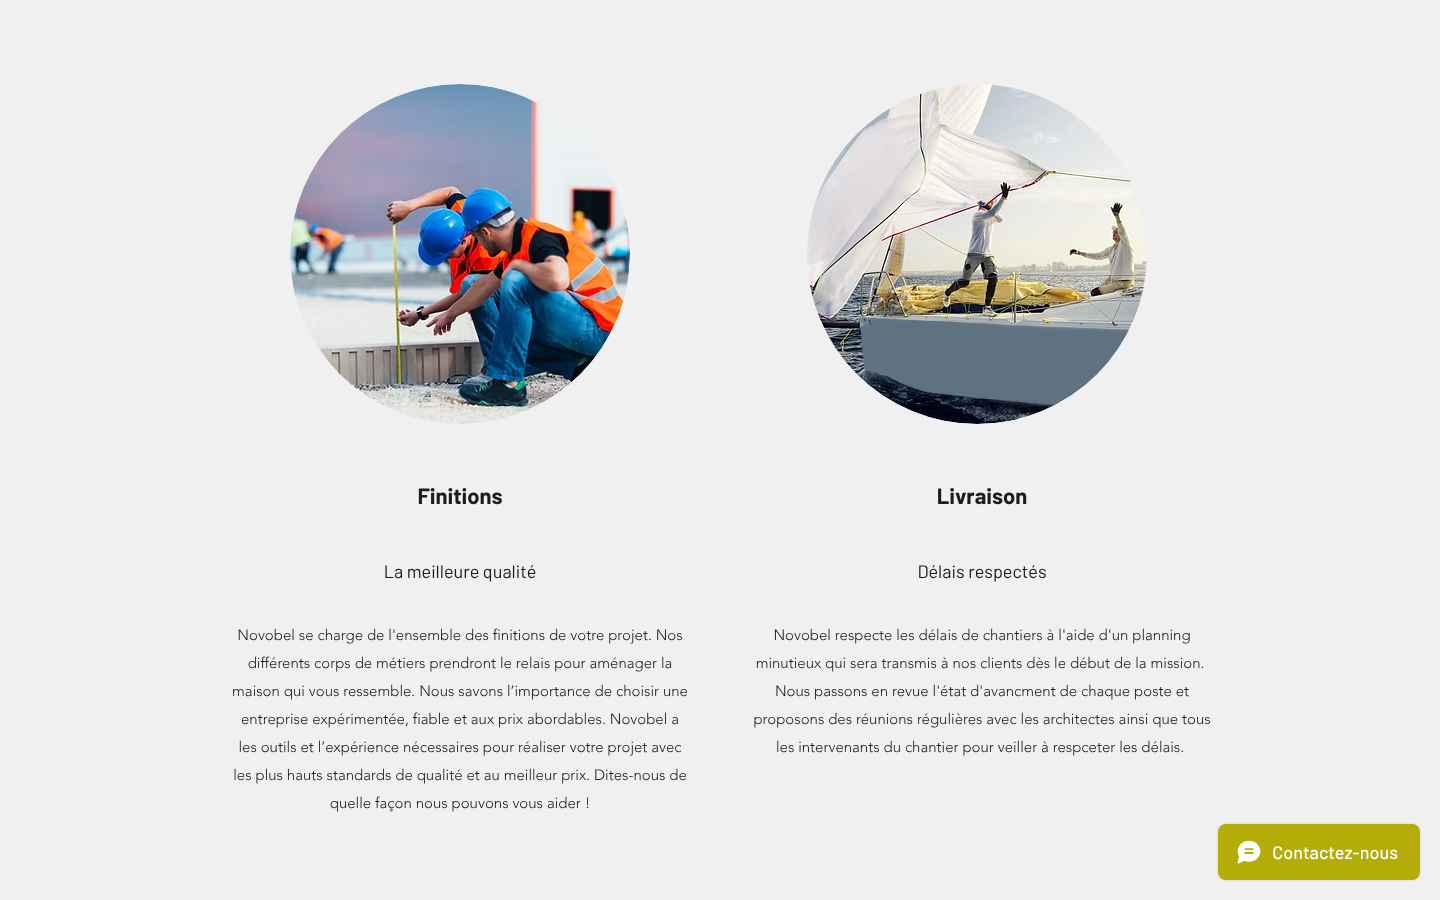 Finitions
La meilleure qualité
Novobel se charge de l'ensemble des finitions de votre projet. Nos
différents corps de métiers prendront le relais pour aménager la
maison qui vous ressemble. Nous savons l’importance de choisir une
entreprise expérimentée, fiable et aux prix abordables. Novobel a
les outils et l’expérience nécessaires pour réaliser votre projet avec
les plus hauts standards de qualité et au meilleur prix. Dites-nous de
quelle façon nous pouvons vous aider !
Livraison
Délais respectés
Novobel respecte les délais de chantiers à l'aide d'un planning
minutieux qui sera transmis à nos clients dès le début de la mission.
Nous passons en revue l'état d'avancment de chaque poste et
proposons des réunions régulières avec les architectes ainsi que tous
les intervenants du chantier pour veiller à respceter les délais.
Contactez-nous